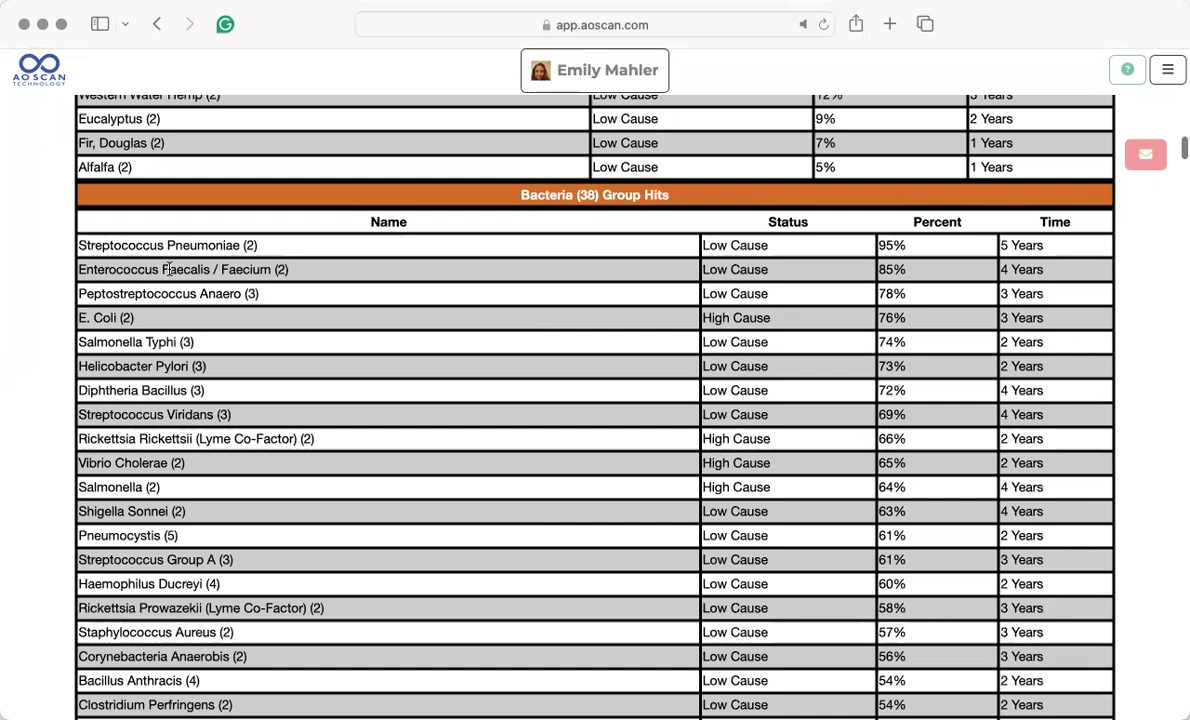 app.aoscan.com
AO SCAN
TECHNOLOGY
Emily Mahler
Western Water Hemp (2) Low Cause 12% 3 Years
Eucalyptus (2) Low Cause 9% 2 Years
Fir, Douglas (2) Low Cause 7% 1 Years
Alfalfa (2) Low Cause 5% 1 Years
Bacteria (38) Group Hits
Name Status Percent Time
Streptococcus Pneumoniae (2) Low Cause 95% 5 Years
Enterococcus Faecalis / Faecium (2) Low Cause 85% 4 Years
Peptostreptococcus Anaero (3) Low Cause 78% 3 Years
E. Coli (2) High Cause 76% 3 Years
Salmonella Typhi (3) Low Cause 74% 2 Years
Helicobacter Pylori (3) Low Cause 73% 2 Years
Diphtheria Bacillus (3) Low Cause 72% 4 Years
Streptococcus Viridans (3) Low Cause 69% 4 Years
Rickettsia Rickettsii (Lyme Co-Factor) (2) High Cause 66% 2 Years
Vibrio Cholerae (2) High Cause 65% 2 Years
Salmonella (2) High Cause 64% 4 Years
Shigella Sonnei (2) Low Cause 63% 4 Years
Pneumocystis (5) Low Cause 61% 2 Years
Streptococcus Group A (3) Low Cause 61% 3 Years
Haemophilus Ducreyi (4) Low Cause 60% 2 Years
Rickettsia Prowazekii (Lyme Co-Factor) (2) Low Cause 58% 3 Years
Staphylococcus Aureus (2) Low Cause 57% 3 Years
Corynebacteria Anaerobis (2) Low Cause 56% 3 Years
Bacillus Anthracis (4) Low Cause 54% 2 Years
Clostridium Perfringens (2) Low Cause 54% 2 Years